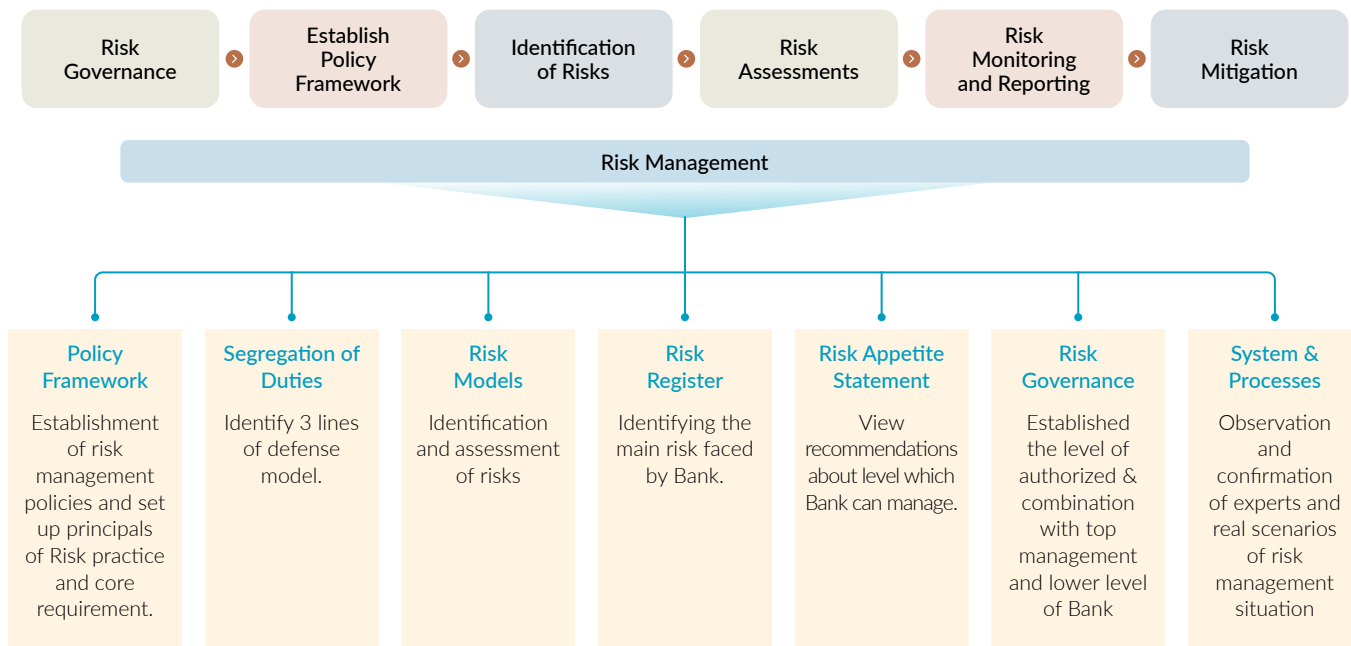 Risk
Governance
Establish
Policy
Framework
Identification
of Risks
Risk
Assessments
Risk
Monitoring
and Reporting
Risk
Mitigation
Risk Management
Policy
Framework
Establishment
of risk
management
policies and set
up principals
of Risk practice
and core
requirement.
Segregation of
Duties
Identify 3 lines
of defense
model.
Risk
Models
Identification
and assessment
of risks
Risk
Register
Identifying the
main risk faced
by Bank.
Risk Appetite
Statement
View
recommendations
about level which
Bank can manage.
Risk
Governance
Established
the level of
authorized &
combination
with top
management
and lower level
of Bank
System &
Processes
Observation
and
confirmation
of experts and
real scenarios
of risk
management
situation